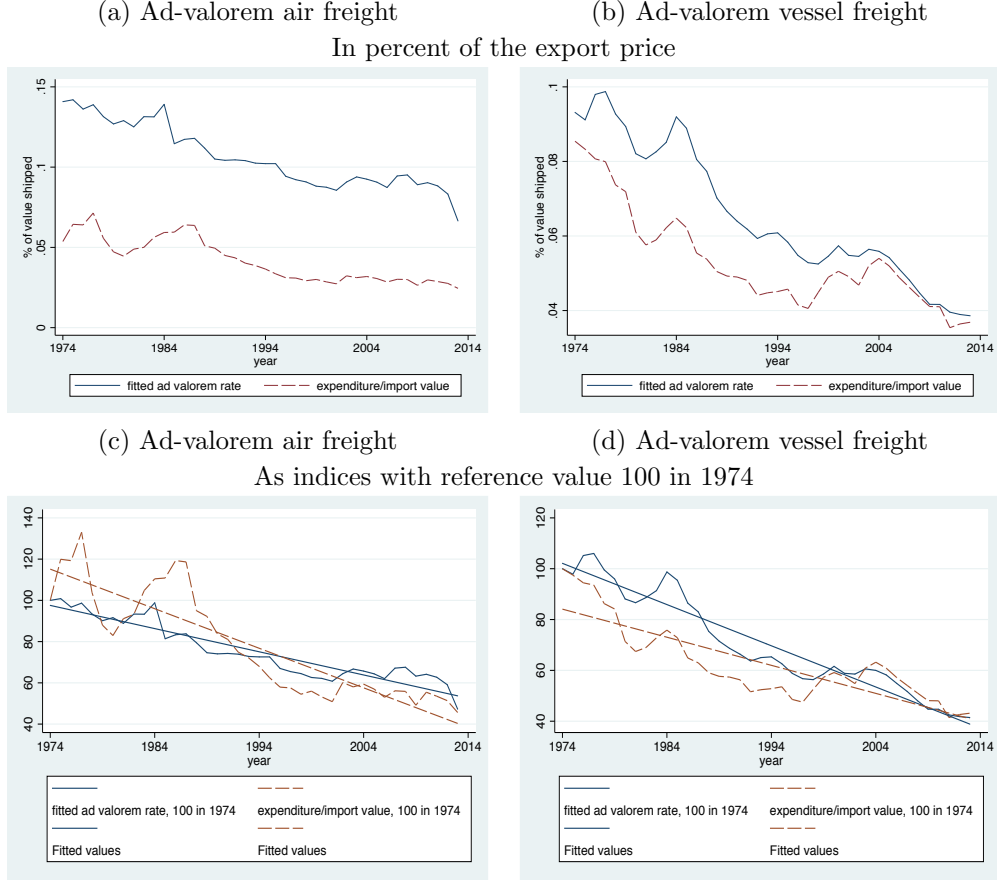 (a) Ad-valorem air freight
(b) Ad-valorem vessel freight
In percent of the export price
% of value shipped
.15
.1
.05
0
1974 1984 1994 2004 2014
year
fitted ad valorem rate expenditure/import value
% of value shipped
.1
.08
.06
.04
1974 1984 1994 2004 2014
year
fitted ad valorem rate expenditure/import value
(c) Ad-valorem air freight
(d) Ad-valorem vessel freight
As indices with reference value 100 in 1974
140
120
100
80
60
40
1974 1984 1994 2004 2014
year
fitted ad valorem rate, 100 in 1974 expenditure/import value, 100 in 1974
Fitted values Fitted values
120
100
80
60
40
1974 1984 1994 2004 2014
year
fitted ad valorem rate, 100 in 1974 expenditure/import value, 100 in 1974
Fitted values Fitted values